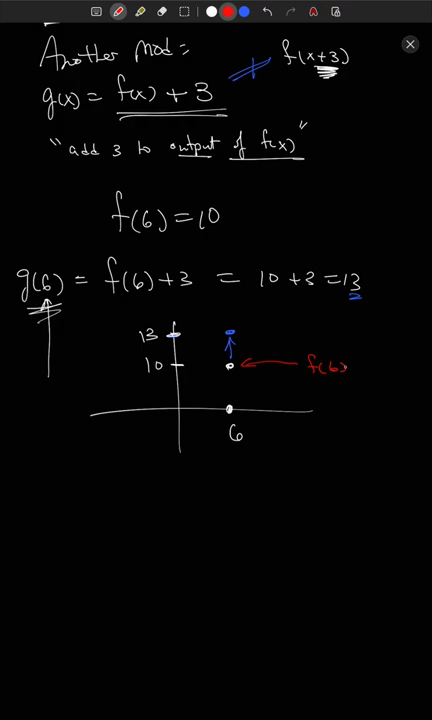 Another mod:
f(x+3)
g(x) = f(x) + 3
"add 3 to output of f(x)"
f(6) = 10
g(6) = f(6) + 3 = 10 + 3 = 13
13
10
f(6)
6